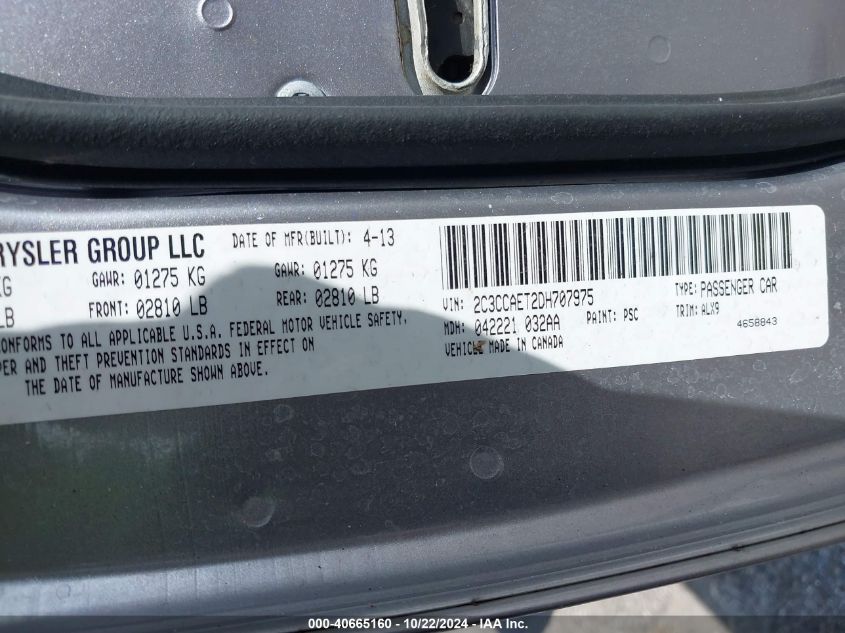 RYSLER GROUP LLC DATE OF MFR(BUILT): 4-13
KG GAWR: 01275 KG GAWR: 01275 KG
LB FRONT: 02810 LB REAR: 02810 LB
ONFORMS TO ALL APPLICABLE U.S.A. FEDERAL MOTOR VEHICLE SAFETY,
PER AND THEFT PREVENTION STANDARDS IN EFFECT ON
THE DATE OF MANUFACTURE SHOWN ABOVE.
VIN: 2C3CCAET2DH707975 TYPE: PASSENGER CAR
MDH: 042221 032AA PAINT: PSC TRIM: ALX9
VEHICLE MADE IN CANADA 4658843
000-40665160 - 10/22/2024 - IAA Inc.